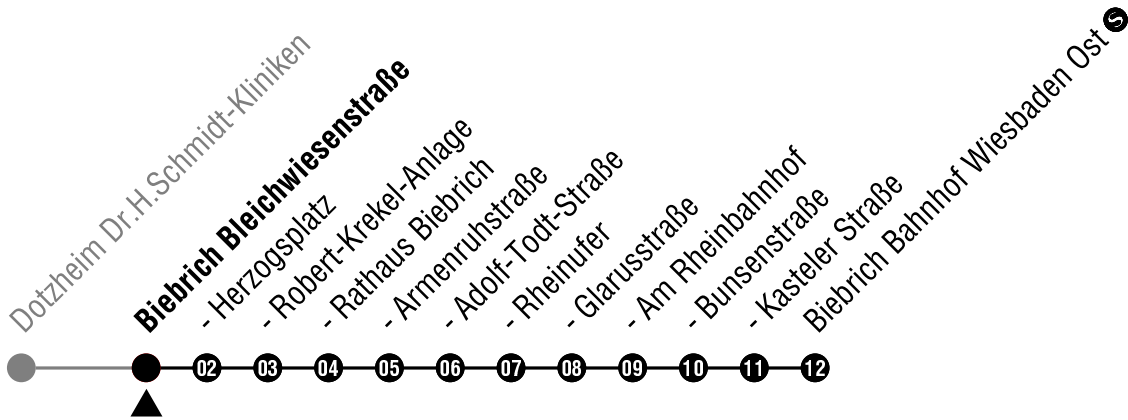 Dotzheim Dr.H.Schmidt-Kliniken
Biebrich Bleichwiesenstraße
- Herzogsplatz
- Robert-Krekel-Anlage
- Rathaus Biebrich
- Armenruhstraße
- Adolf-Todt-Straße
- Rheinufer
- Glarusstraße
- Am Rheinbahnhof
- Bunsenstraße
- Kasteler Straße
Biebrich Bahnhof Wiesbaden Ost S
02 03 04 05 06 07 08 09 10 11 12